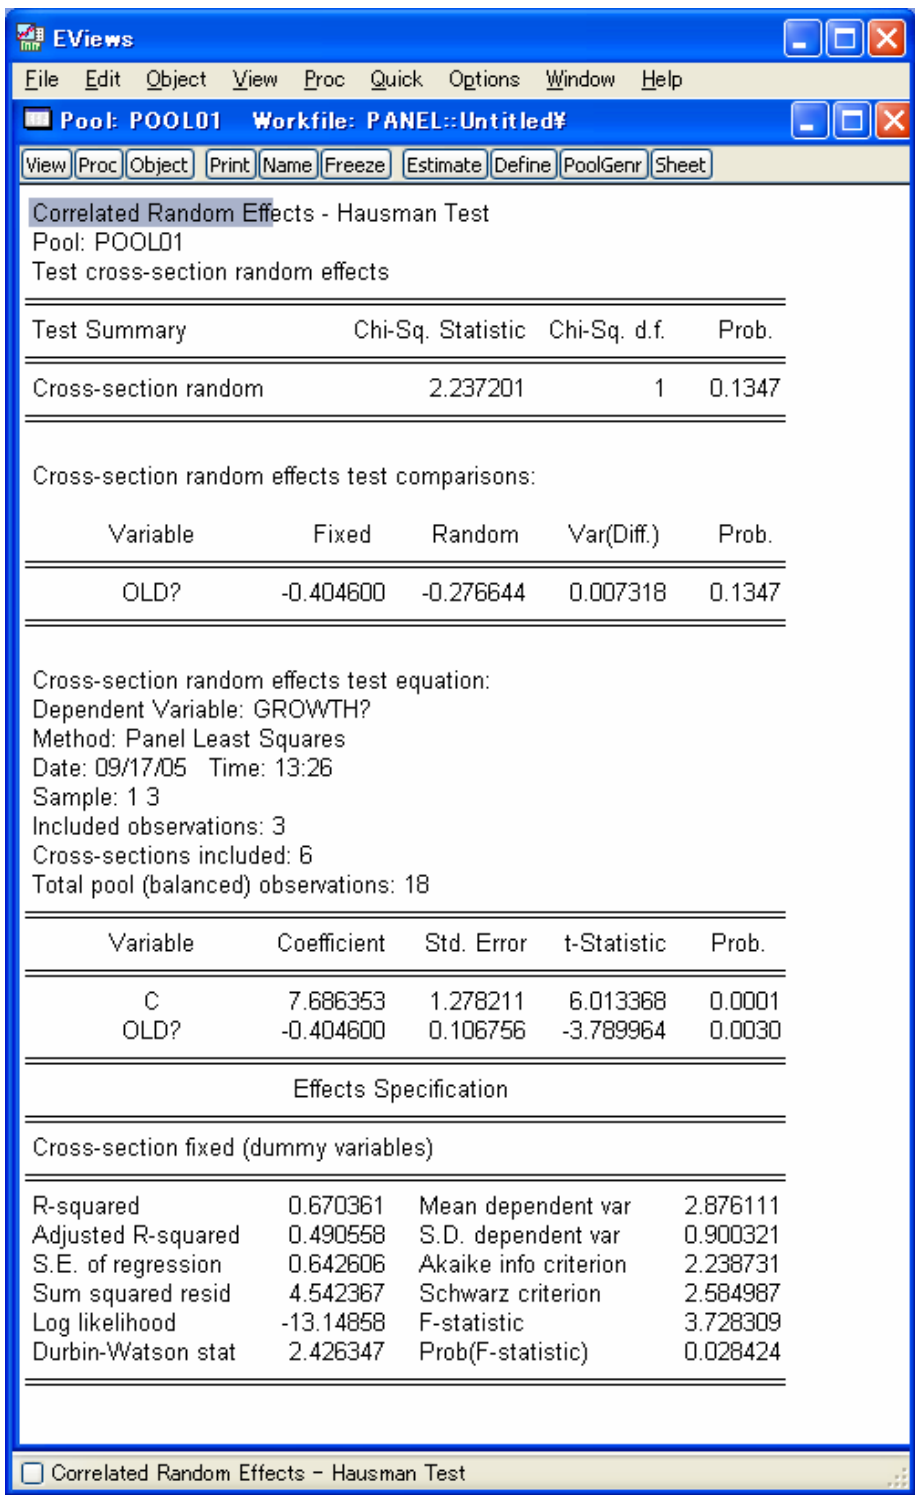 EViews
File Edit Object View Proc Quick Options Window Help
Pool: POOL01 Workfile: PANEL::Untitled¥
View Proc Object Print Name Freeze Estimate Define PoolGenr Sheet
Correlated Random Effects - Hausman Test
Pool: POOL01
Test cross-section random effects
Test Summary Chi-Sq. Statistic Chi-Sq. d.f. Prob.
Cross-section random 2.237201 1 0.1347
Cross-section random effects test comparisons:
Variable Fixed Random Var(Diff.) Prob.
OLD? -0.404600 -0.276644 0.007318 0.1347
Cross-section random effects test equation:
Dependent Variable: GROWTH?
Method: Panel Least Squares
Date: 09/17/05 Time: 13:26
Sample: 1 3
Included observations: 3
Cross-sections included: 6
Total pool (balanced) observations: 18
Variable Coefficient Std. Error t-Statistic Prob.
C 7.686353 1.278211 6.013368 0.0001
OLD? -0.404600 0.106756 -3.789964 0.0030
Effects Specification
Cross-section fixed (dummy variables)
R-squared 0.670361 Mean dependent var 2.876111
Adjusted R-squared 0.490558 S.D. dependent var 0.900321
S.E. of regression 0.642606 Akaike info criterion 2.238731
Sum squared resid 4.542367 Schwarz criterion 2.584987
Log likelihood -13.14858 F-statistic 3.728309
Durbin-Watson stat 2.426347 Prob(F-statistic) 0.028424
Correlated Random Effects - Hausman Test